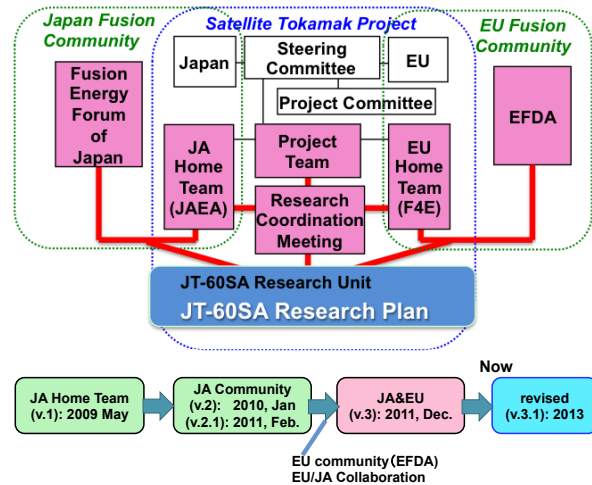 Japan Fusion
Community
Satellite Tokamak Project
EU Fusion
Community
Japan
Steering
Committee
EU
Project Committee
Fusion
Energy
Forum
of
Japan
EFDA
JA
Home
Team
(JAEA)
Project
Team
EU
Home
Team
(F4E)
Research
Coordination
Meeting
JT-60SA Research Unit
JT-60SA Research Plan
Now
JA Home Team
(v.1): 2009 May
JA Community
(v.2): 2010, Jan
(v.2.1): 2011, Feb.
JA&EU
(v.3): 2011, Dec.
revised
(v.3.1): 2013
EU community(EFDA)
EU/JA Collaboration